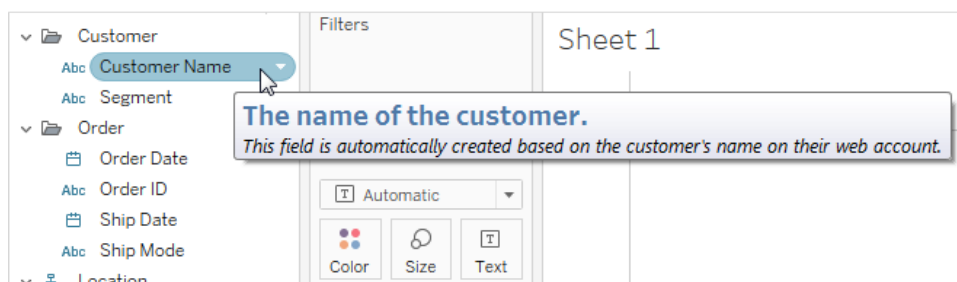 Customer
Abc Customer Name
Abc Segment
Order
Order Date
Abc Order ID
Ship Date
Abc Ship Mode
Location
Filters
T Automatic
Color Size T Text
Sheet 1
The name of the customer.
This field is automatically created based on the customer's name on their web account.